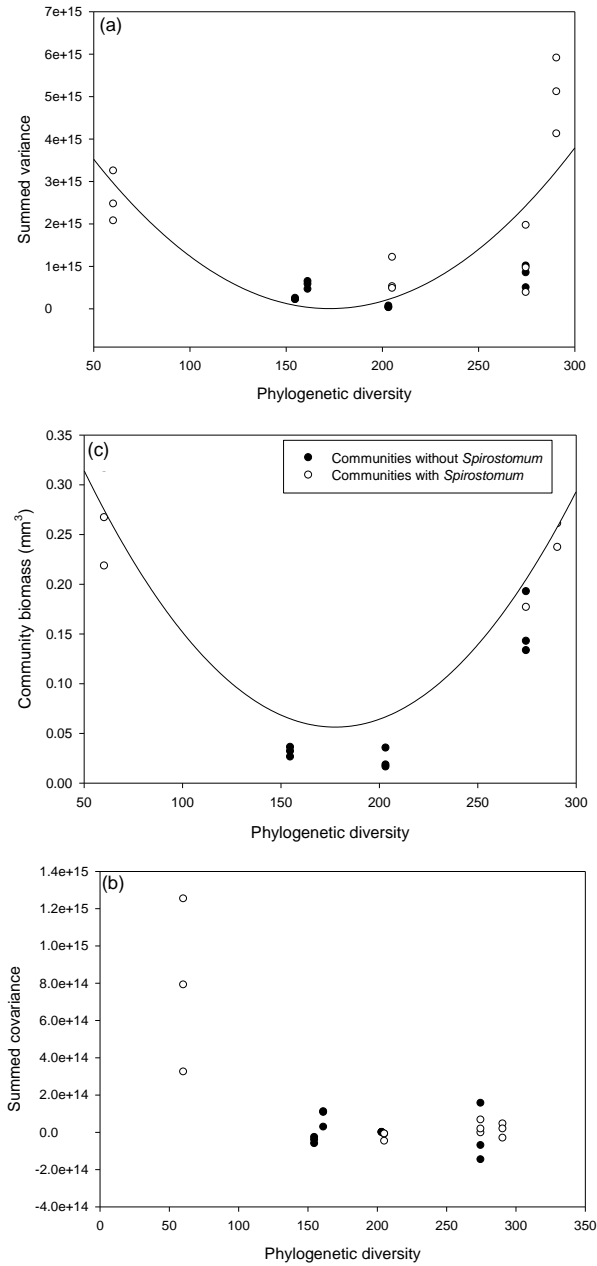 (a)
7e+15
6e+15
5e+15
4e+15
3e+15
2e+15
1e+15
0
Summed variance
50 100 150 200 250 300
Phylogenetic diversity
(c)
0.35
0.30
0.25
0.20
0.15
0.10
0.05
0.00
Community biomass (mm³)
Communities without Spirostomum
Communities with Spirostomum
50 100 150 200 250 300
Phylogenetic diversity
(b)
1.4e+15
1.2e+15
1.0e+15
8.0e+14
6.0e+14
4.0e+14
2.0e+14
0.0
-2.0e+14
-4.0e+14
Summed covariance
0 50 100 150 200 250 300 350
Phylogenetic diversity